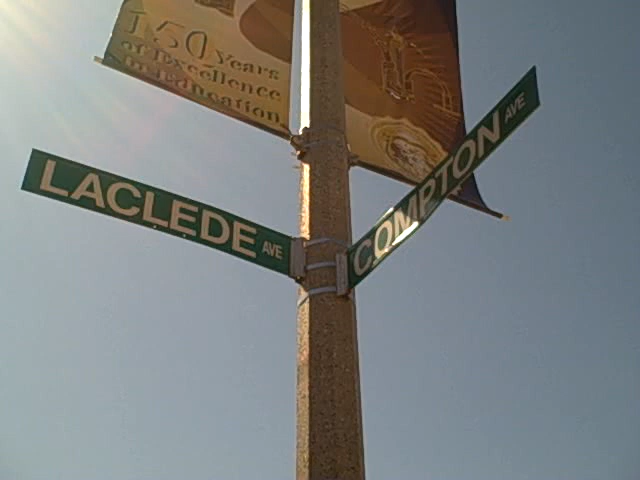 150 Years
of Excellence
in Education
LACLEDE AVE
COMPTON AVE